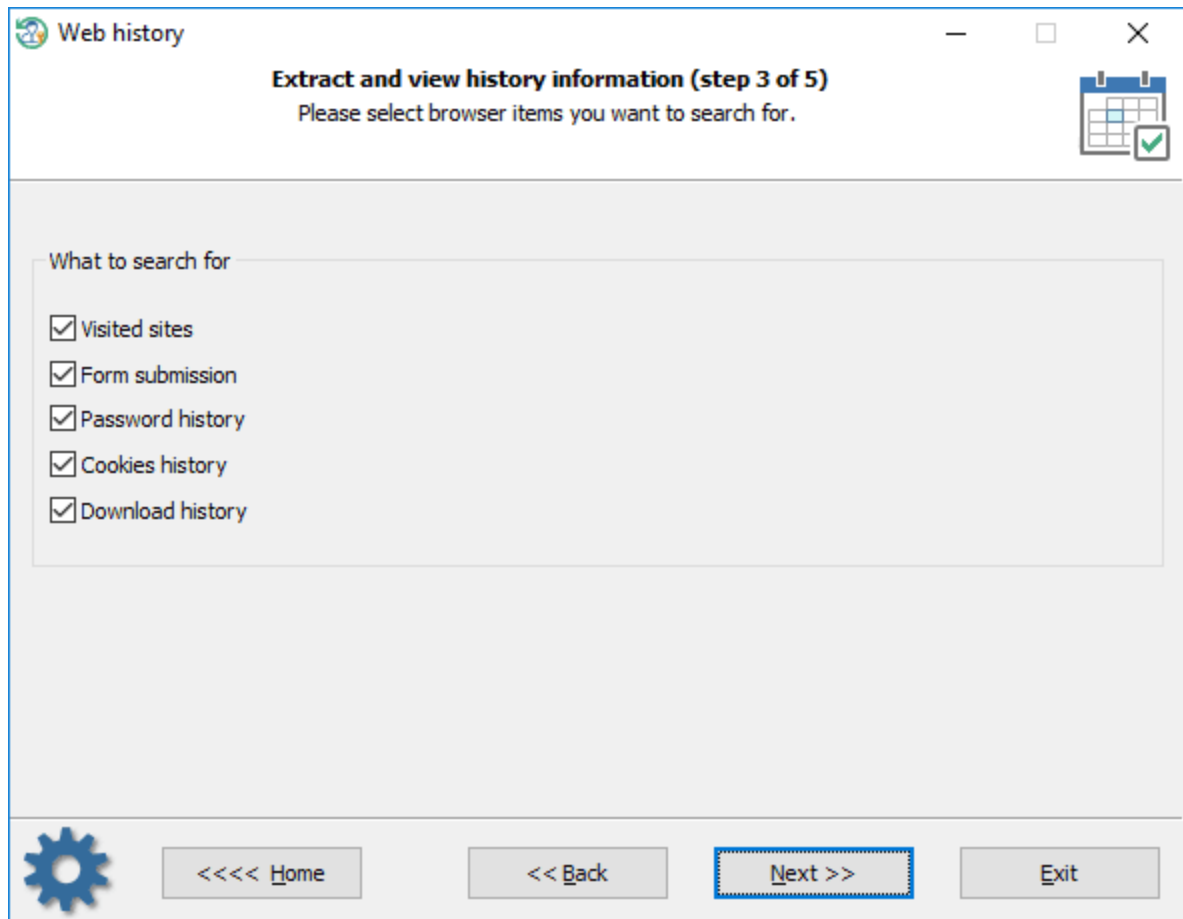 Web history
Extract and view history information (step 3 of 5)
Please select browser items you want to search for.
What to search for
Visited sites
Form submission
Password history
Cookies history
Download history
<<<< Home
<< Back
Next >>
Exit